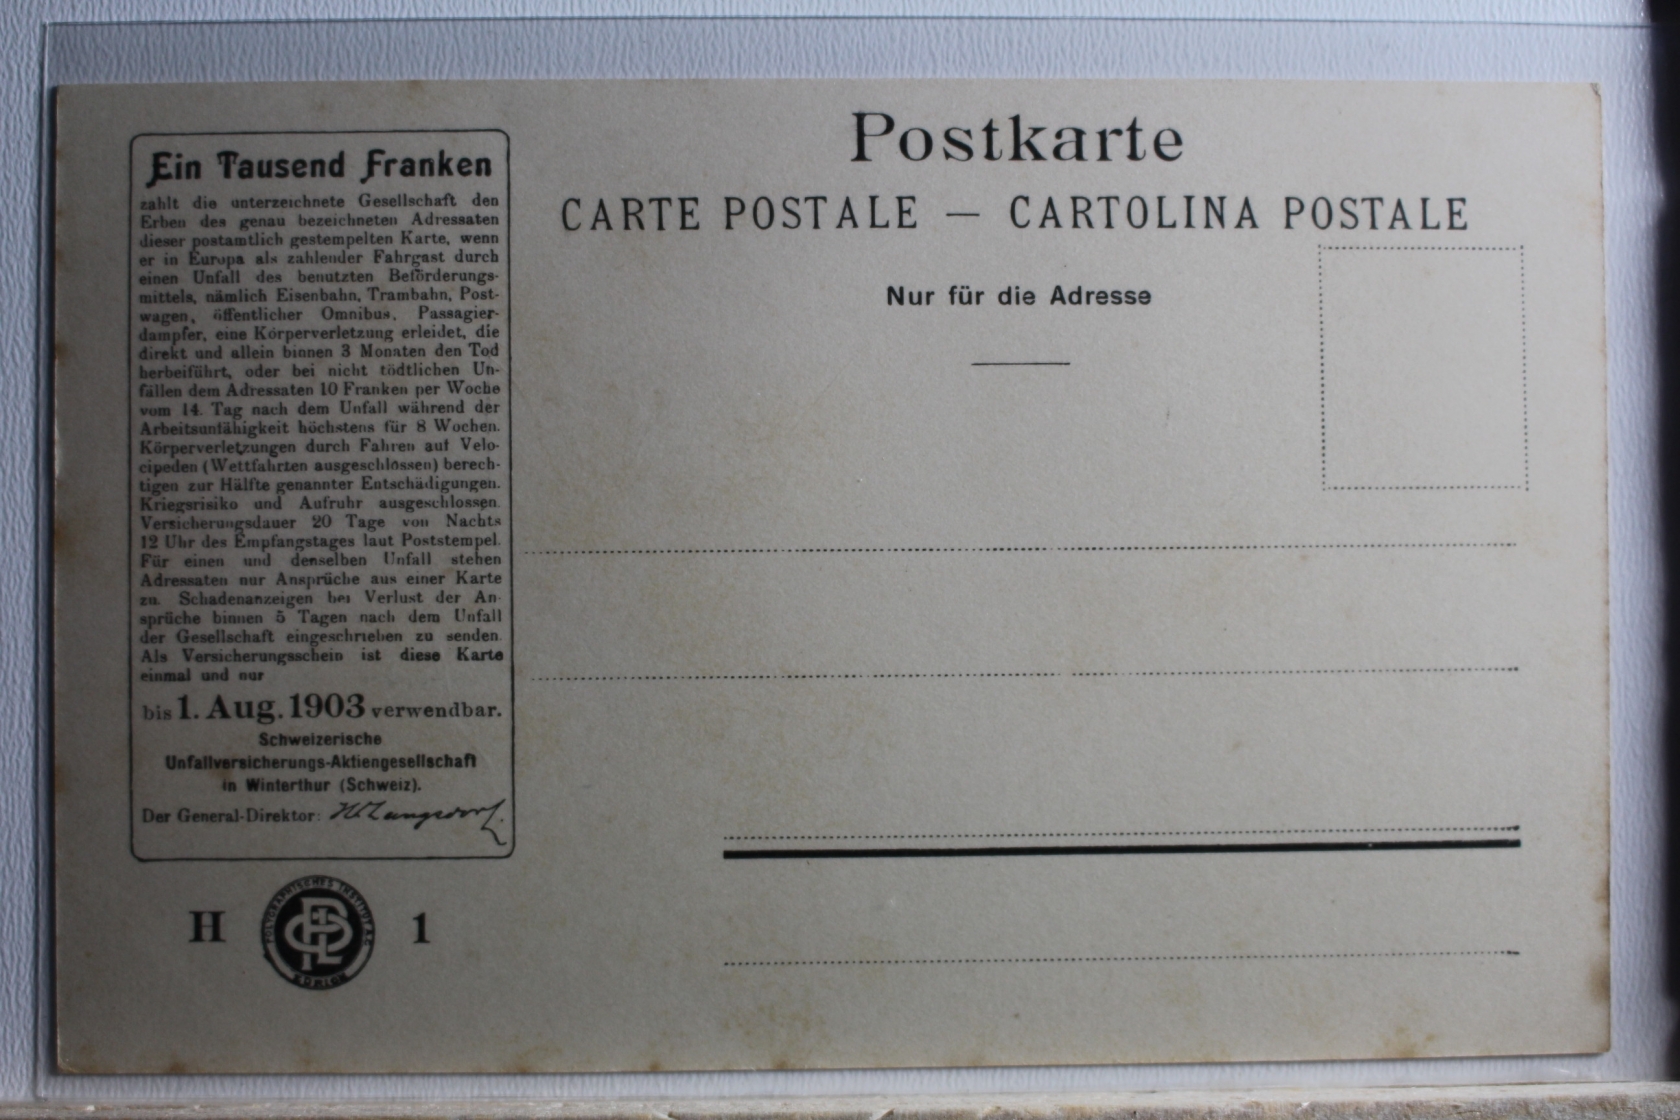 Ein Tausend Franken
zahlt die unterzeichnete Gesellschaft den
Erben des genau bezeichneten Adressaten
dieser postamtlich gestempelten Karte, wenn
er in Europa als zahlender Fahrgast durch
einen Unfall des benutzten Beförderungs-
mittels, nämlich Eisenbahn, Trambahn, Post-
wagen, öffentlicher Omnibus, Passagier-
dampfer, eine Körperverletzung erleidet, die
direkt und allein binnen 3 Monaten den Tod
herbeiführt, oder bei nicht tödtlichen Un-
fällen dem Adressaten 10 Franken per Woche
vom 14. Tag nach dem Unfall während der
Arbeitsunfähigkeit höchstens für 8 Wochen.
Körperverletzungen durch Fahren auf Velo-
cipeden (Wettfahrten ausgeschlossen) berech-
tigen zur Hälfte genannter Entschädigungen.
Kriegsrisiko und Aufruhr ausgeschlossen.
Versicherungsdauer 20 Tage von Nachts
12 Uhr des Empfangstages laut Poststempel.
Für einen und denselben Unfall stehen
Adressaten nur Ansprüche aus einer Karte
zu. Schadenanzeigen bei Verlust der An-
sprüche binnen 5 Tagen nach dem Unfall
der Gesellschaft eingeschrieben zu senden.
Als Versicherungsschein ist diese Karte
einmal und nur
bis 1. Aug. 1903 verwendbar.
Schweizerische
Unfallversicherungs-Aktiengesellschaft
in Winterthur (Schweiz).
Der General-Direktor:
H 1
POLYGRAPHISCHES INSTITUT A.G.
ZÜRICH
Postkarte
CARTE POSTALE — CARTOLINA POSTALE
Nur für die Adresse